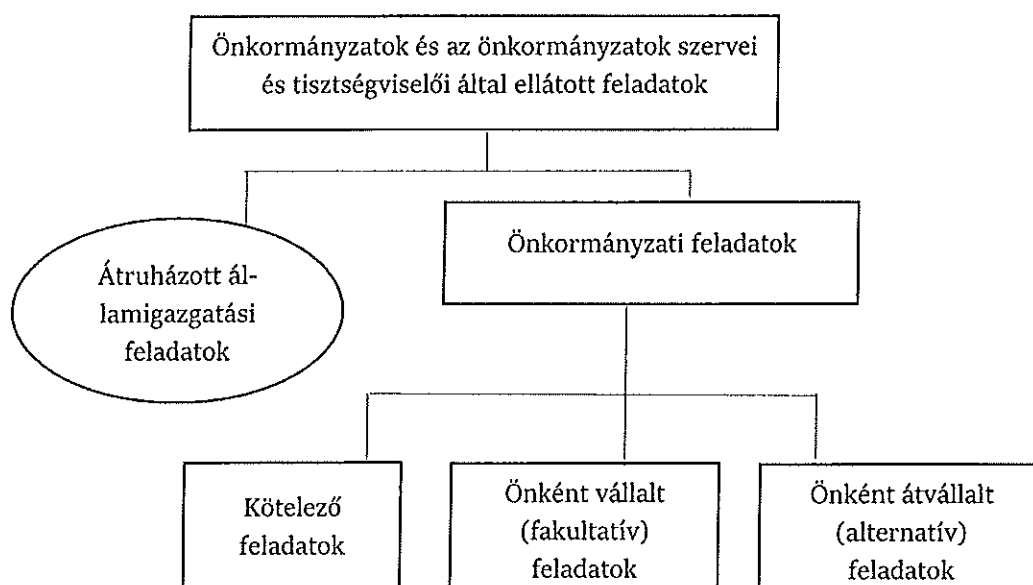 Önkormányzatok és az önkormányzatok szervei
és tisztségviselői által ellátott feladatok
Önkormányzati feladatok
Átruházott ál-
lamigazgatási
feladatok
Kötelező
feladatok
Önként vállalt
(fakultatív)
feladatok
Önként átvállalt
(alternatív)
feladatok